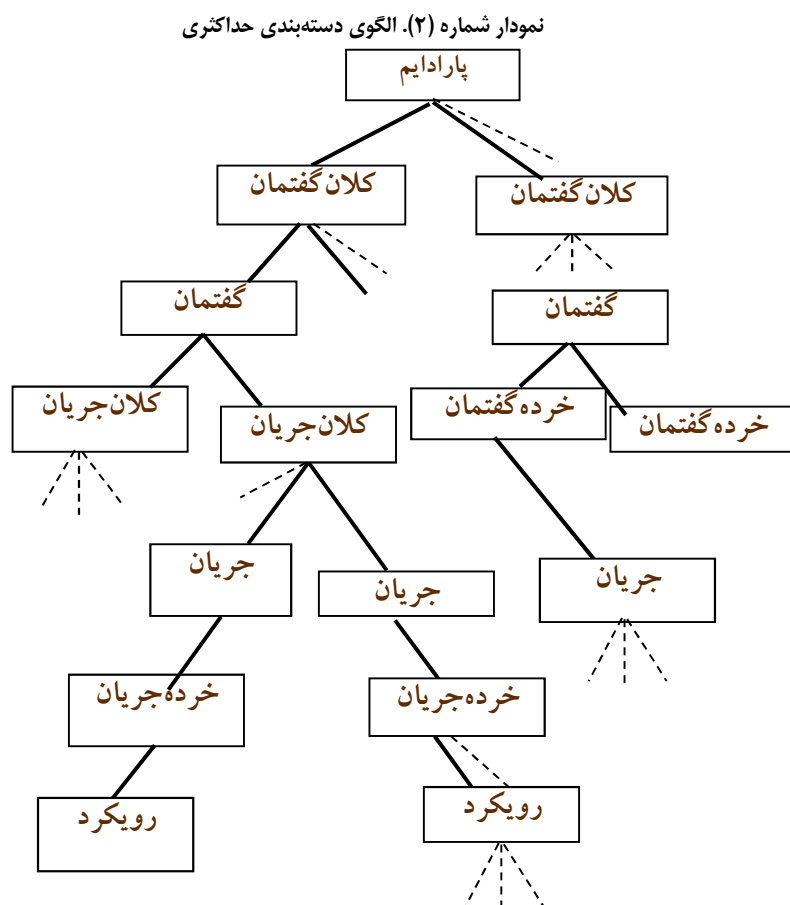 نمودار شماره (۲). الگوی دسته‌بندی حداکثری
پارادایم
کلان‌گفتمان
کلان‌گفتمان
گفتمان
گفتمان
خرده‌گفتمان
خرده‌گفتمان
کلان‌جریان
کلان‌جریان
جریان
جریان
جریان
خرده‌جریان
خرده‌جریان
رویکرد
رویکرد